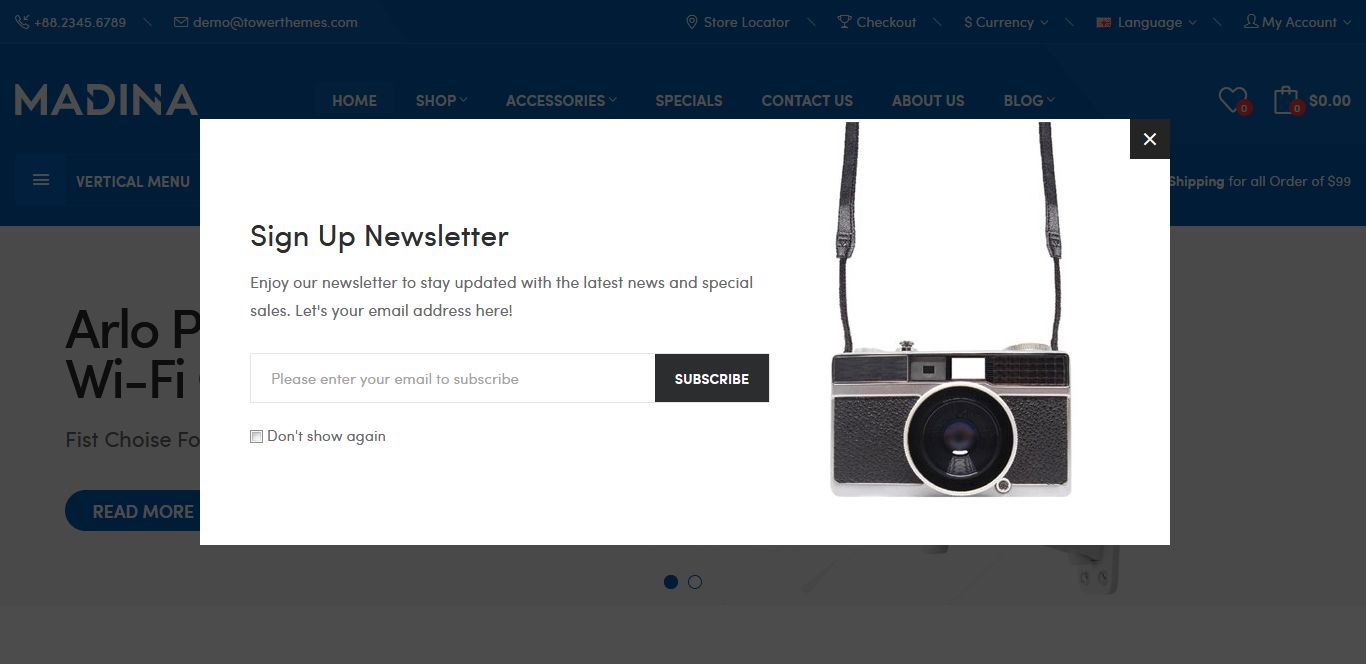 +88.2345.6789
demo@towerthemes.com
Store Locator
Checkout
$ Currency
Language
My Account
MADINA
HOME
SHOP
ACCESSORIES
SPECIALS
CONTACT US
ABOUT US
BLOG
0
0
$0.00
VERTICAL MENU
Shipping for all Order of $99
Sign Up Newsletter
Enjoy our newsletter to stay updated with the latest news and special
sales. Let's your email address here!
Please enter your email to subscribe
SUBSCRIBE
Don't show again
Arlo P
Wi-Fi
Fist Choise Fo
READ MORE